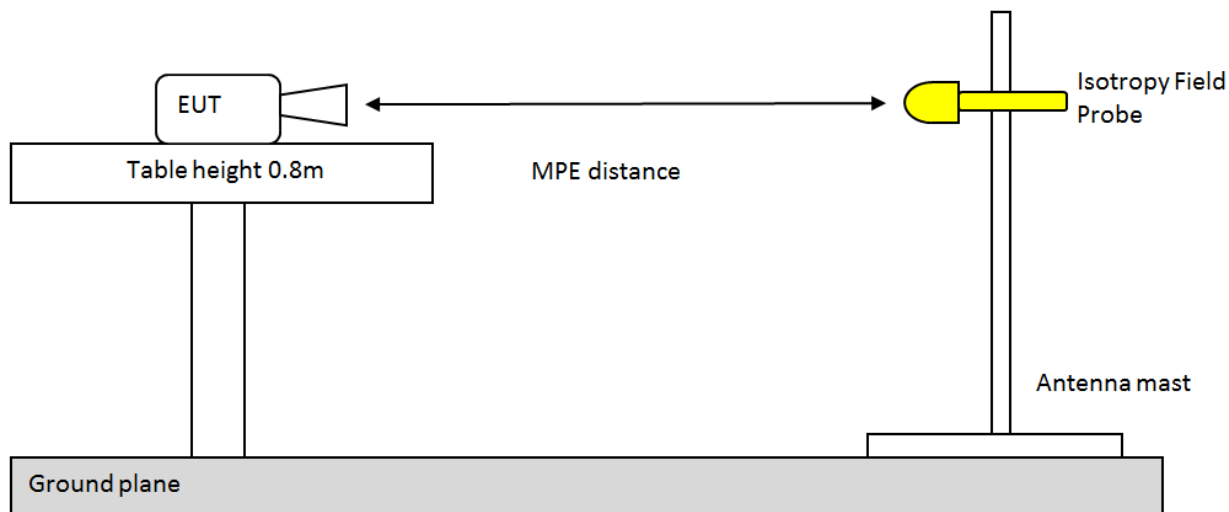 EUT
Isotropy Field
Probe
Table height 0.8m
MPE distance
Antenna mast
Ground plane